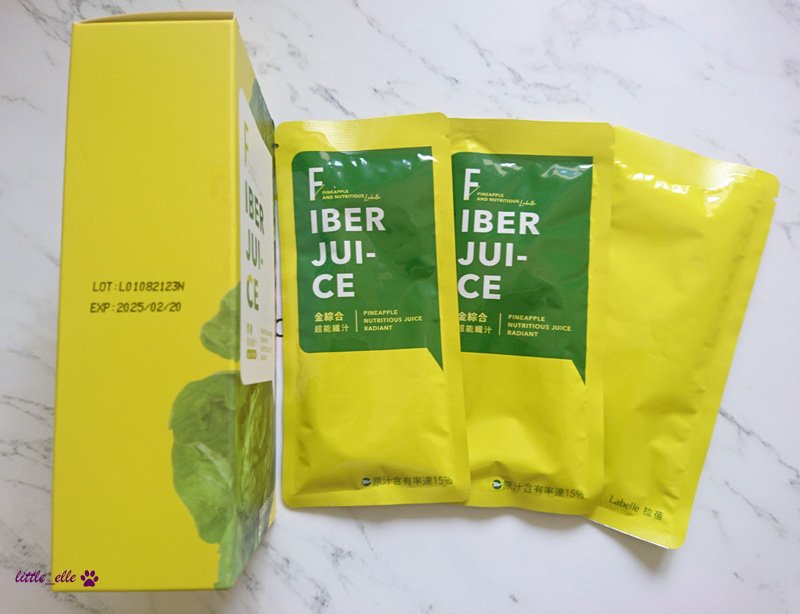 LOT:L01082123N
EXP:2025/02/20
F
IBER
JUI-
CE
F
PINEAPPLE
AND NUTRITIOUS Labelle
IBER
JUI-
CE
金綜合
超能纖汁
PINEAPPLE
NUTRITIOUS JUICE
RADIANT
原汁含有率達15%
F
PINEAPPLE
AND NUTRITIOUS Labelle
IBER
JUI-
CE
金綜合
超能纖汁
PINEAPPLE
NUTRITIOUS JUICE
RADIANT
原汁含有率達15%
Labelle 拉蓓
little_elle